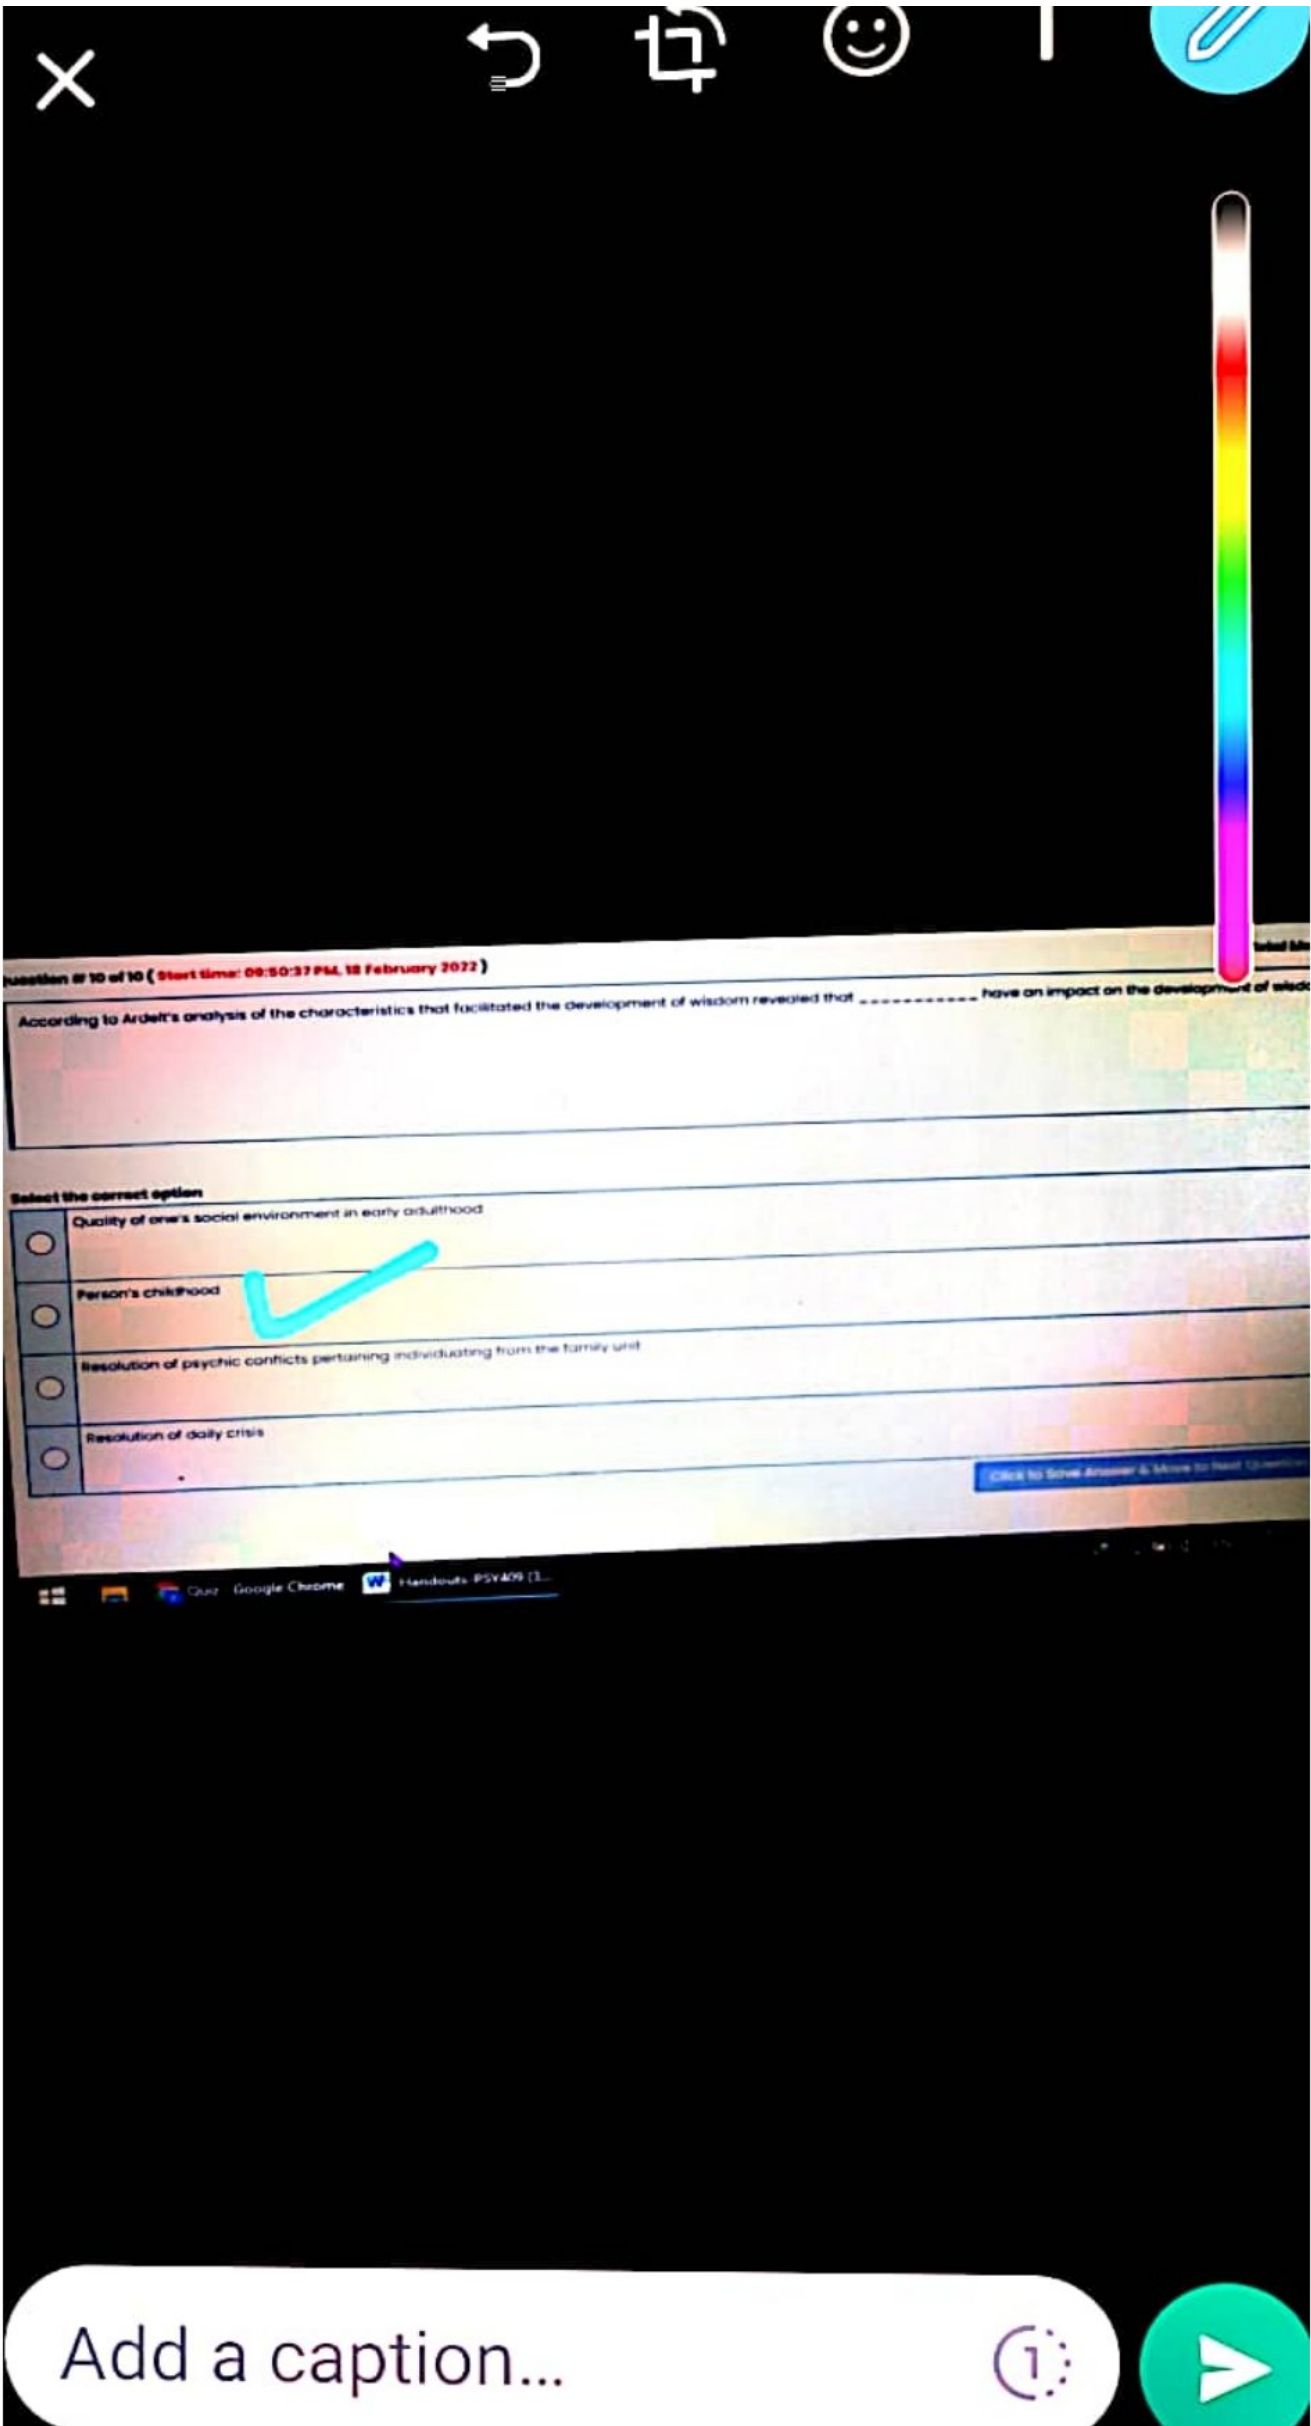 uestion # 10 of 10 ( Start time: 09:50:37 PM, 18 February 2022 )
According to Ardelt's analysis of the characteristics that facilitated the development of wisdom revealed that ____________ have an impact on the development of wisdo
Select the correct option
Quality of one's social environment in early adulthood
Person's childhood
Resolution of psychic conflicts pertaining individuating from the family unit
Resolution of daily crisis
Click to Save Answer & Move to Next Question
Quiz Google Chrome
Handouts-PSY409 (1...
Add a caption...
1